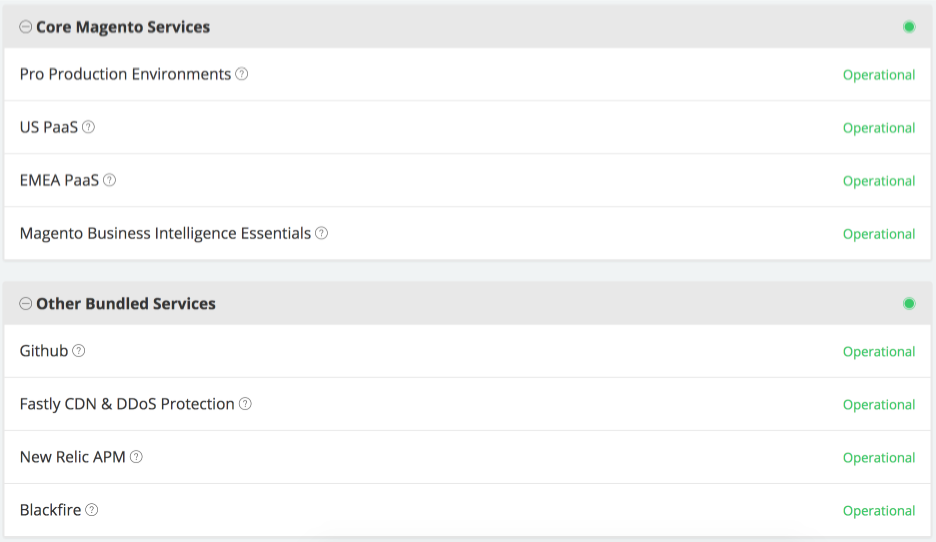 Core Magento Services
Pro Production Environments ? Operational
US PaaS ? Operational
EMEA PaaS ? Operational
Magento Business Intelligence Essentials ? Operational
Other Bundled Services
Github ? Operational
Fastly CDN & DDoS Protection ? Operational
New Relic APM ? Operational
Blackfire ? Operational